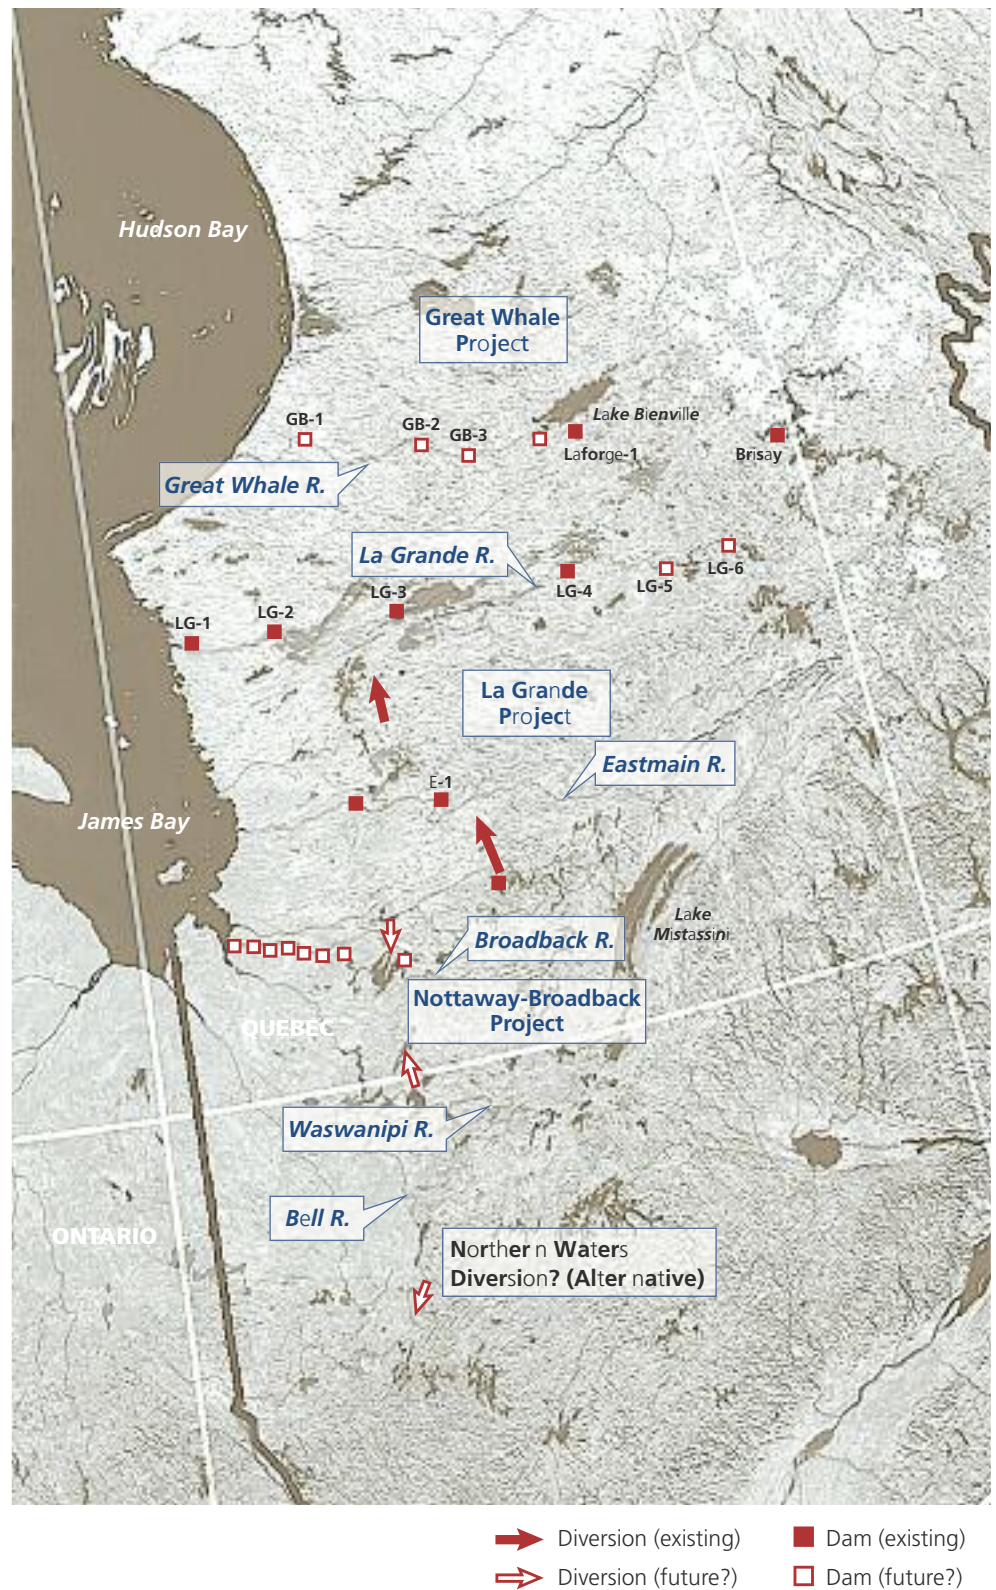 Hudson Bay
Great Whale
Project
GB-1
GB-2
GB-3
Lake Bienville
Laforge-1
Brisay
Great Whale R.
La Grande R.
LG-1
LG-2
LG-3
LG-4
LG-5
LG-6
La Grande
Project
Eastmain R.
E-1
James Bay
Lake
Mistassini
Broadback R.
Nottaway-Broadback
Project
QUEBEC
Waswanipi R.
Bell R.
ONTARIO
Northern Waters
Diversion? (Alternative)
Diversion (existing)
Dam (existing)
Diversion (future?)
Dam (future?)